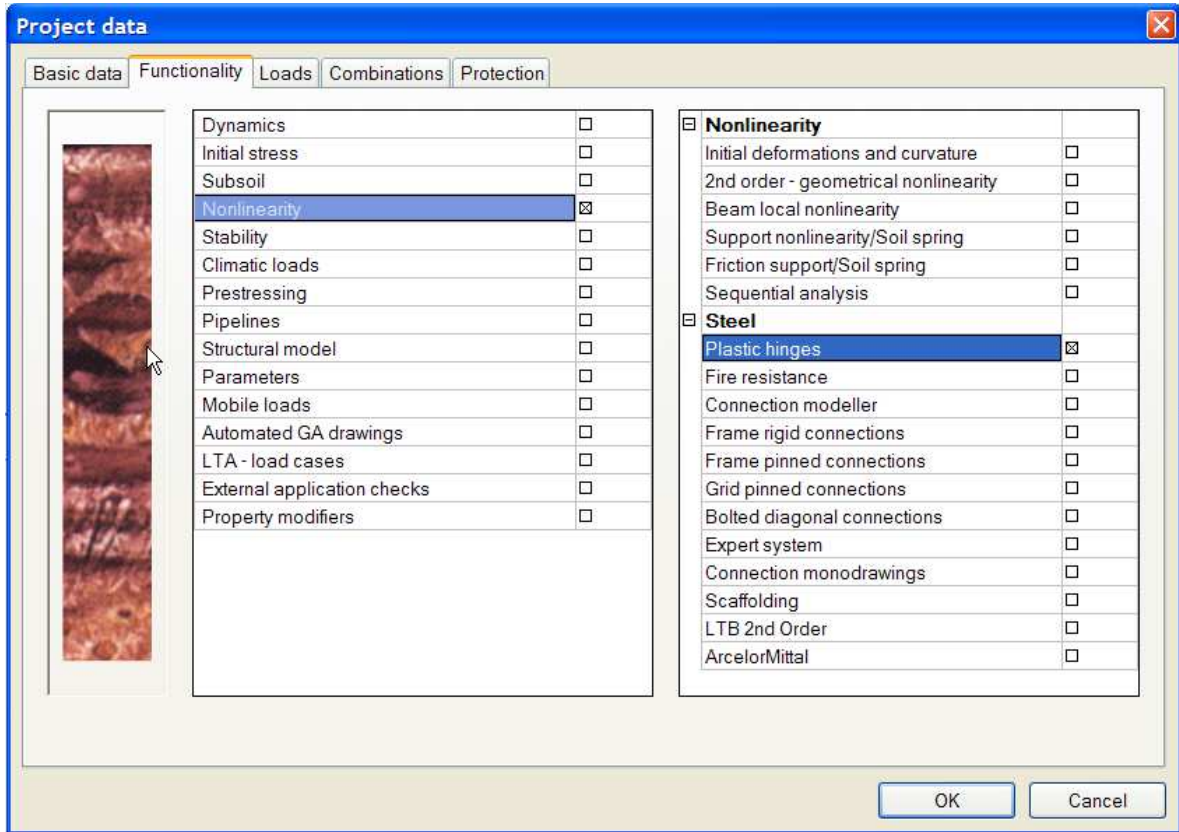 Project data
Basic data Functionality Loads Combinations Protection
Dynamics
Initial stress
Subsoil
Nonlinearity
Stability
Climatic loads
Prestressing
Pipelines
Structural model
Parameters
Mobile loads
Automated GA drawings
LTA - load cases
External application checks
Property modifiers
Nonlinearity
Initial deformations and curvature
2nd order - geometrical nonlinearity
Beam local nonlinearity
Support nonlinearity/Soil spring
Friction support/Soil spring
Sequential analysis
Steel
Plastic hinges
Fire resistance
Connection modeller
Frame rigid connections
Frame pinned connections
Grid pinned connections
Bolted diagonal connections
Expert system
Connection monodrawings
Scaffolding
LTB 2nd Order
ArcelorMittal
OK Cancel